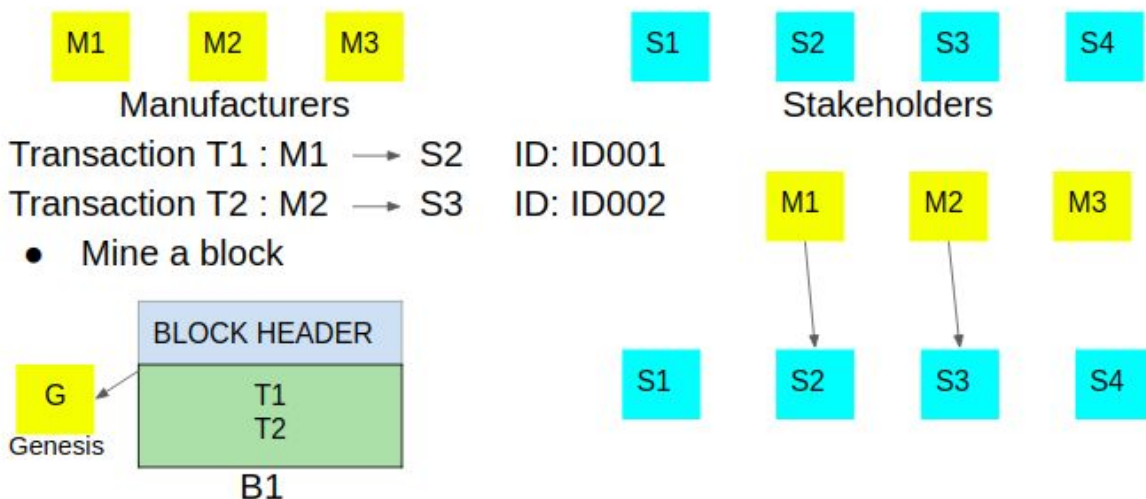 M1 M2 M3
Manufacturers
S1 S2 S3 S4
Stakeholders
Transaction T1 : M1 → S2 ID: ID001
Transaction T2 : M2 → S3 ID: ID002
● Mine a block
BLOCK HEADER
T1
T2
B1
G
Genesis
M1 M2 M3
S1 S2 S3 S4